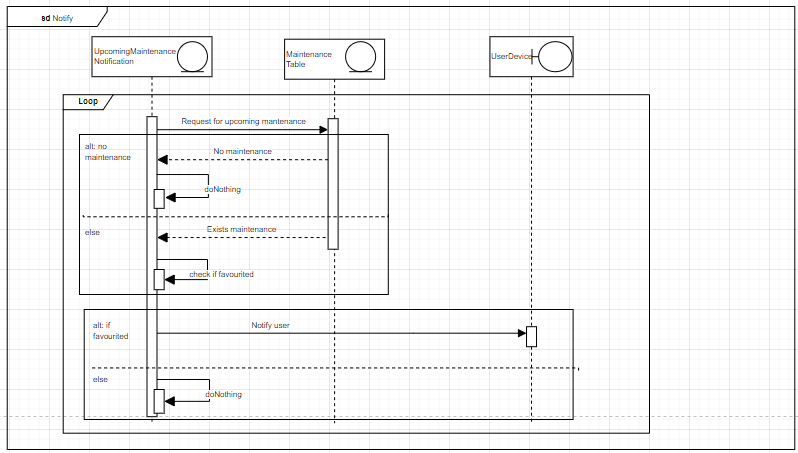 sd Notify
UpcomingMaintenance
Notification
Maintenance
Table
UserDevice
Loop
Request for upcoming mantenance
alt: no
maintenance
No maintenance
doNothing
else
Exists maintenance
check if favourited
alt: if
favourited
Notify user
else
doNothing